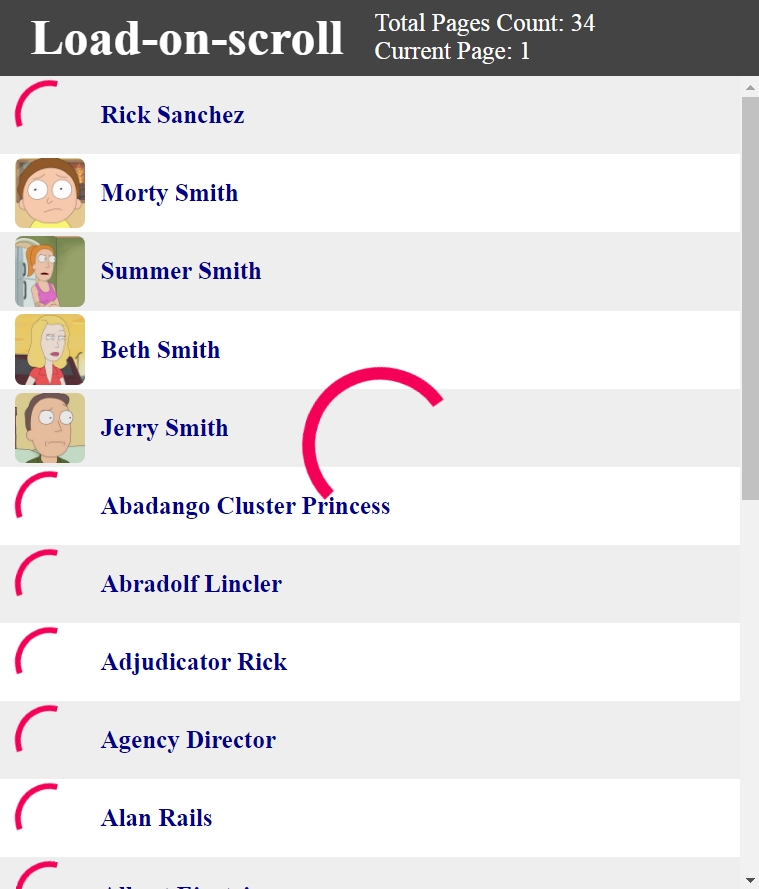 Load-on-scroll
Total Pages Count: 34
Current Page: 1
Rick Sanchez
Morty Smith
Summer Smith
Beth Smith
Jerry Smith
Abadango Cluster Princess
Abradolf Lincler
Adjudicator Rick
Agency Director
Alan Rails